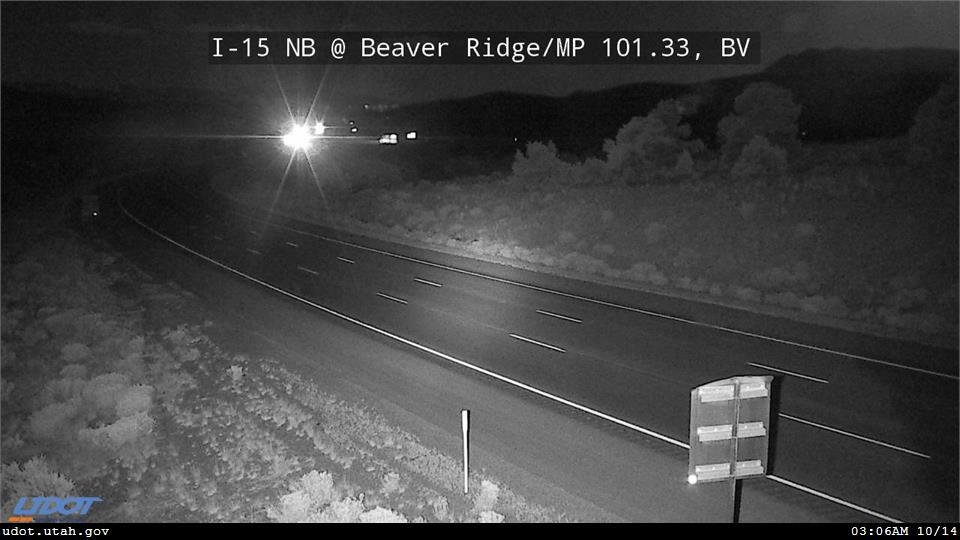 I-15 NB @ Beaver Ridge/MP 101.33, BV
UDOT
udot.utah.gov 03:06AM 10/14